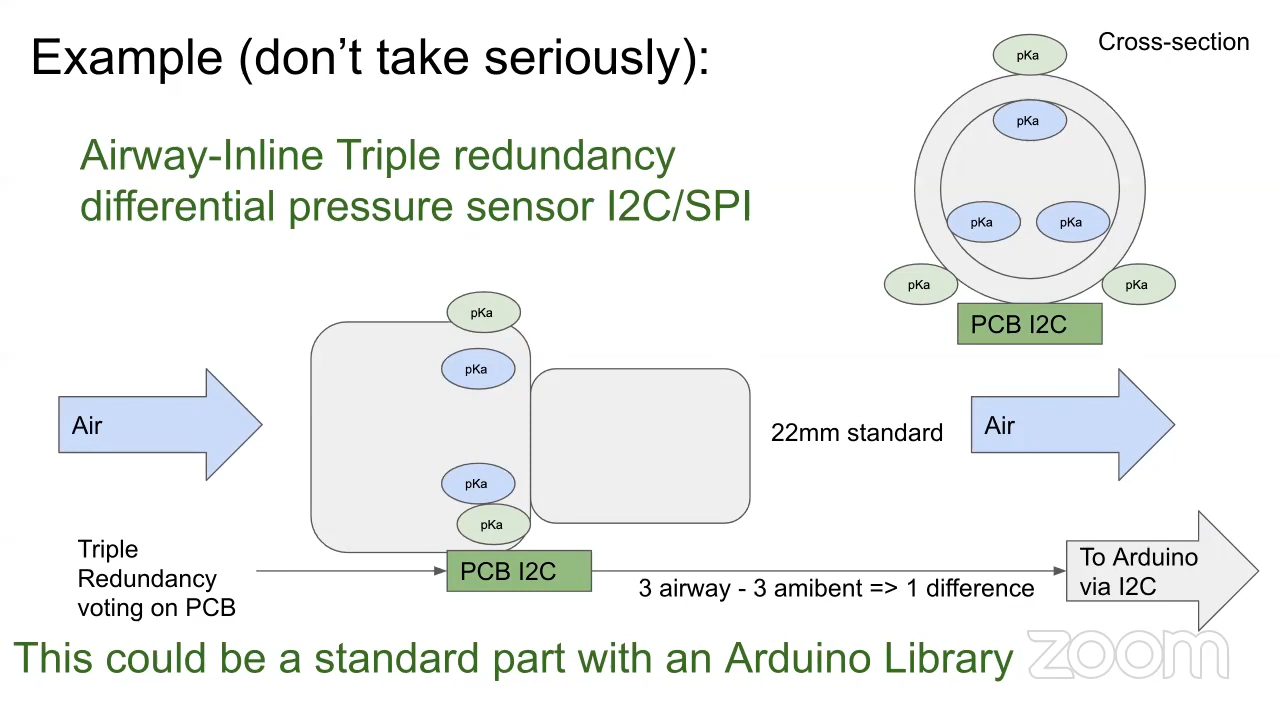 Example (don't take seriously):
Cross-section
pKa
pKa
pKa
pKa
pKa
pKa
PCB I2C
Airway-Inline Triple redundancy
differential pressure sensor I2C/SPI
pKa
pKa
pKa
pKa
Air
22mm standard
Air
Triple
Redundancy
voting on PCB
PCB I2C
3 airway - 3 amibent => 1 difference
To Arduino
via I2C
This could be a standard part with an Arduino Library
zoom